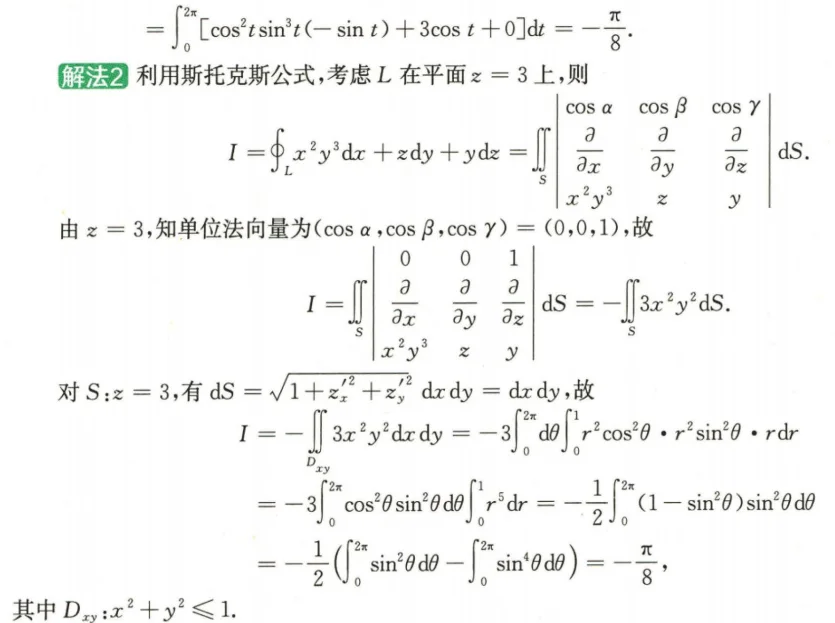 $= \int_0^{2\pi} [\cos^2 t \sin^3 t(-\sin t) + 3\cos t + 0]\mathrm{d}t = -\frac{\pi}{8}.$
解法2 利用斯托克斯公式,考虑 L 在平面 z = 3 上,则
$I = \oint_L x^2y^3\mathrm{d}x + z\mathrm{d}y + y\mathrm{d}z = \iint_S \begin{vmatrix} \cos\alpha & \cos\beta & \cos\gamma \\ \frac{\partial}{\partial x} & \frac{\partial}{\partial y} & \frac{\partial}{\partial z} \\ x^2y^3 & z & y \end{vmatrix} \mathrm{d}S.$
由 z = 3,知单位法向量为(cos α,cos β,cos γ) = (0,0,1),故
$I = \iint_S \begin{vmatrix} 0 & 0 & 1 \\ \frac{\partial}{\partial x} & \frac{\partial}{\partial y} & \frac{\partial}{\partial z} \\ x^2y^3 & z & y \end{vmatrix} \mathrm{d}S = -\iint_S 3x^2y^2\mathrm{d}S.$
对 S:z = 3,有 $\mathrm{d}S = \sqrt{1 + z_x'^2 + z_y'^2}\,\mathrm{d}x\mathrm{d}y = \mathrm{d}x\mathrm{d}y$,故
$I = -\iint_{D_{xy}} 3x^2y^2\mathrm{d}x\mathrm{d}y = -3\int_0^{2\pi}\mathrm{d}\theta\int_0^1 r^2\cos^2\theta \cdot r^2\sin^2\theta \cdot r\mathrm{d}r$
$= -3\int_0^{2\pi}\cos^2\theta\sin^2\theta\mathrm{d}\theta\int_0^1 r^5\mathrm{d}r = -\frac{1}{2}\int_0^{2\pi}(1 - \sin^2\theta)\sin^2\theta\mathrm{d}\theta$
$= -\frac{1}{2}\left(\int_0^{2\pi}\sin^2\theta\mathrm{d}\theta - \int_0^{2\pi}\sin^4\theta\mathrm{d}\theta\right) = -\frac{\pi}{8},$
其中 $D_{xy}:x^2 + y^2 \leqslant 1.$